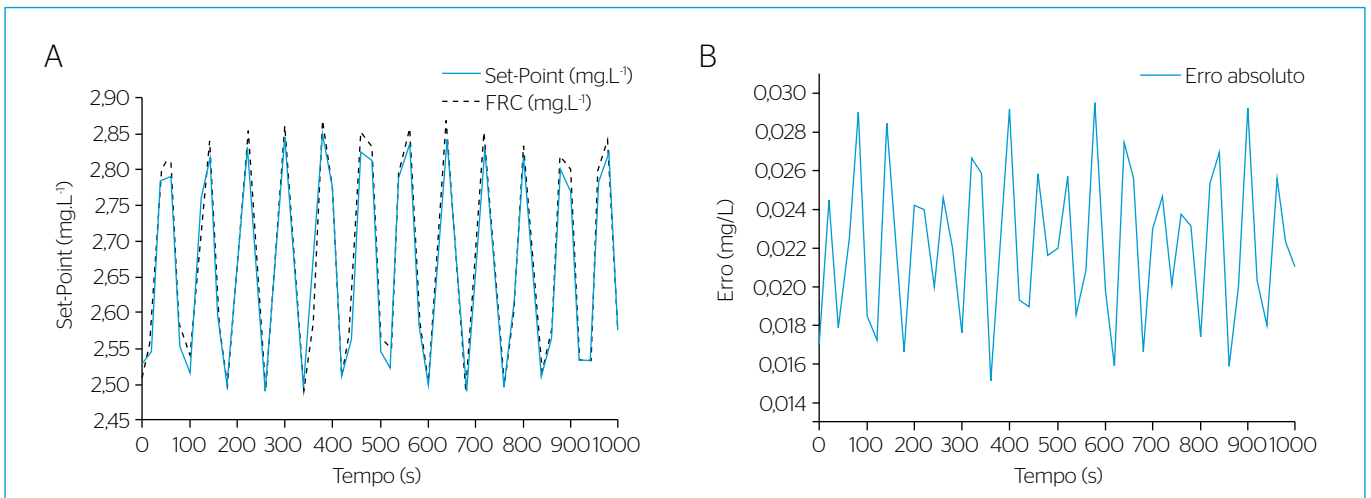 A
Set-Point (mg.L⁻¹)
FRC (mg.L⁻¹)
Set-Point (mg.L⁻¹)
2,90
2,85
2,80
2,75
2,70
2,65
2,60
2,55
2,50
2,45
0 100 200 300 400 500 600 700 800 900 1000
Tempo (s)
B
Erro absoluto
Erro (mg/L)
0,030
0,028
0,026
0,024
0,022
0,020
0,018
0,016
0,014
0 100 200 300 400 500 600 700 800 900 1000
Tempo (s)